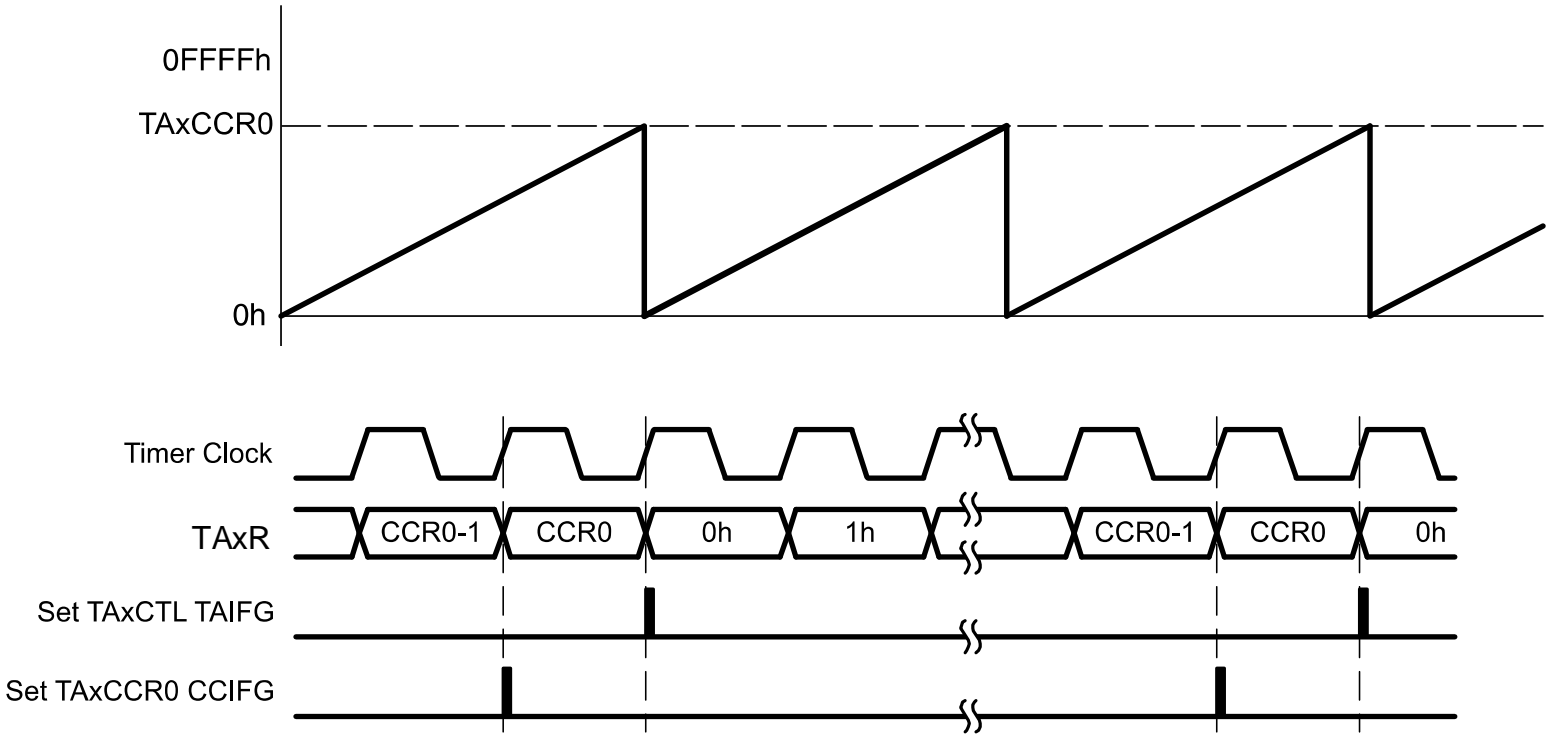 0FFFFh
TAxCCR0
0h
Timer Clock
TAxR CCR0-1 CCR0 0h 1h CCR0-1 CCR0 0h
Set TAxCTL TAIFG
Set TAxCCR0 CCIFG